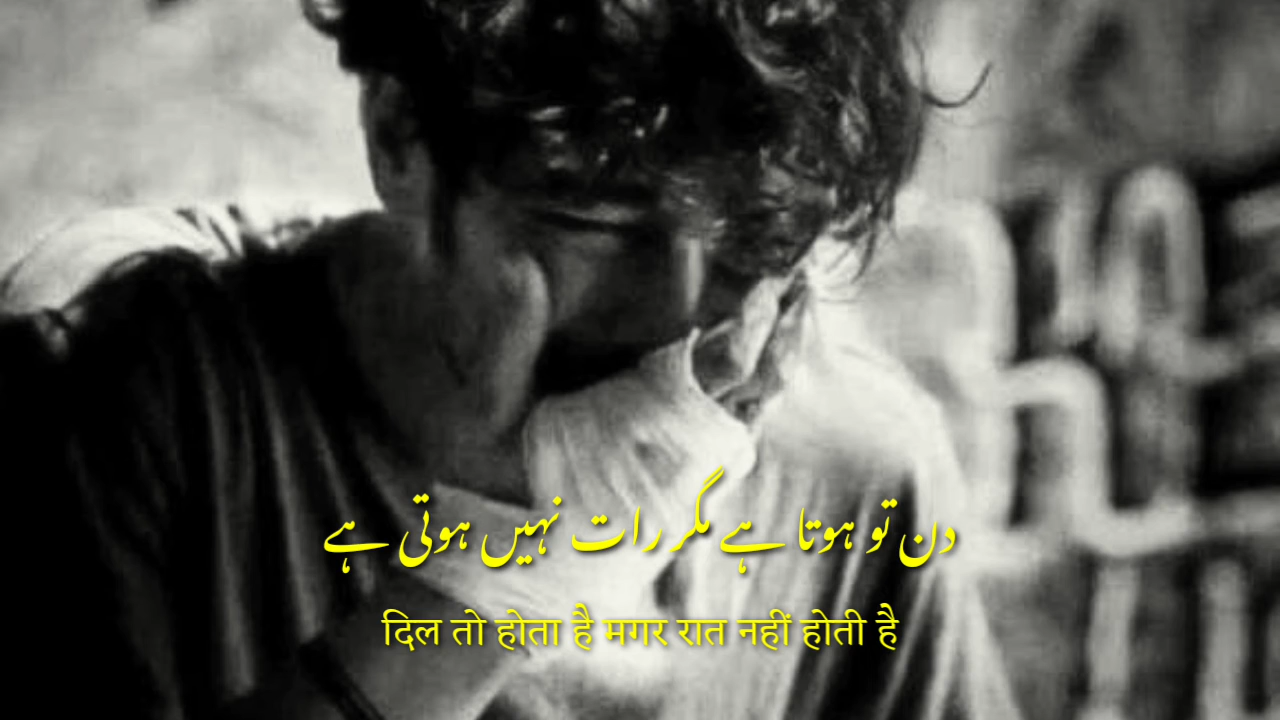 دن تو ہوتا ہے مگر رات نہیں ہوتی ہے
दिल तो होता है मगर रात नहीं होती है